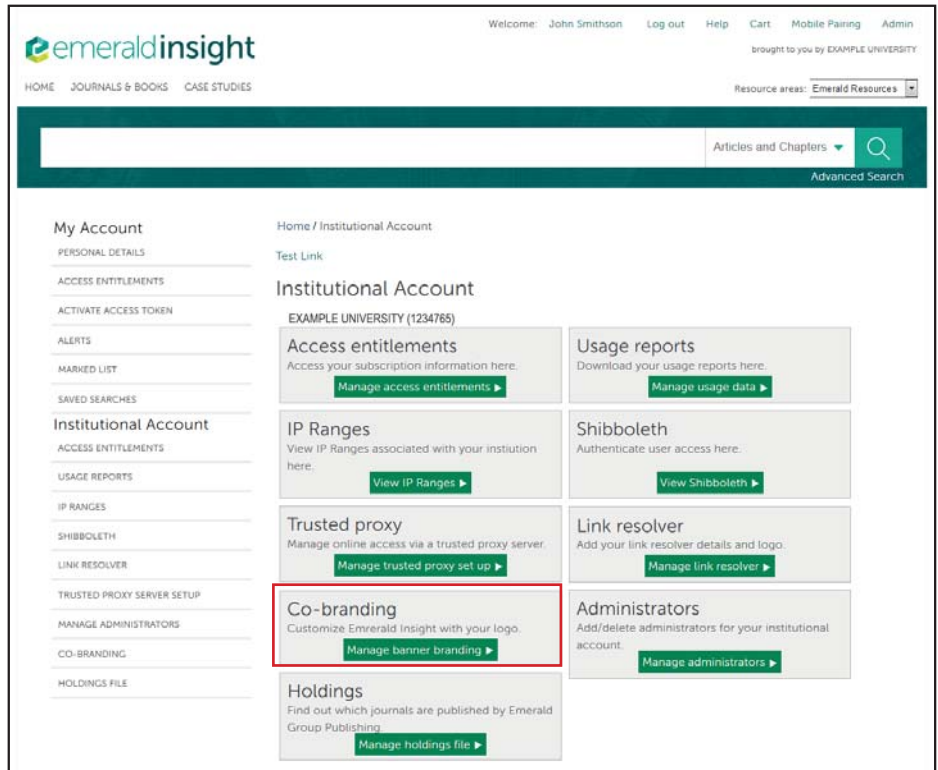 Welcome: John Smithson Log out Help Cart Mobile Pairing Admin
emeraldinsight
brought to you by EXAMPLE UNIVERSITY
HOME JOURNALS & BOOKS CASE STUDIES
Resource areas: Emerald Resources
Articles and Chapters
Advanced Search
My Account
PERSONAL DETAILS
ACCESS ENTITLEMENTS
ACTIVATE ACCESS TOKEN
ALERTS
MARKED LIST
SAVED SEARCHES
Institutional Account
ACCESS ENTITLEMENTS
USAGE REPORTS
IP RANGES
SHIBBOLETH
LINK RESOLVER
TRUSTED PROXY SERVER SETUP
MANAGE ADMINISTRATORS
CO-BRANDING
HOLDINGS FILE
Home / Institutional Account
Test Link
Institutional Account
EXAMPLE UNIVERSITY (1234765)
Access entitlements
Access your subscription information here.
Manage access entitlements
Usage reports
Download your usage reports here.
Manage usage data
IP Ranges
View IP Ranges associated with your instiution
here.
View IP Ranges
Shibboleth
Authenticate user access here.
View Shibboleth
Trusted proxy
Manage online access via a trusted proxy server.
Manage trusted proxy set up
Link resolver
Add your link resolver details and logo.
Manage link resolver
Co-branding
Customize Emrerald Insight with your logo.
Manage banner branding
Administrators
Add/delete administrators for your institutional
account.
Manage administrators
Holdings
Find out which journals are published by Emerald
Group Publishing.
Manage holdings file